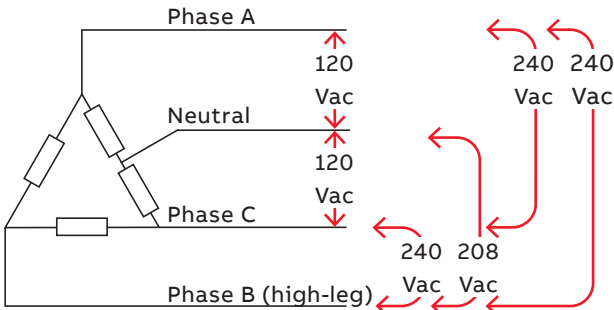 Phase A
120
Vac
240
Vac
240
Vac
Neutral
120
Vac
Phase C
240
Vac
208
Vac
Phase B (high-leg)